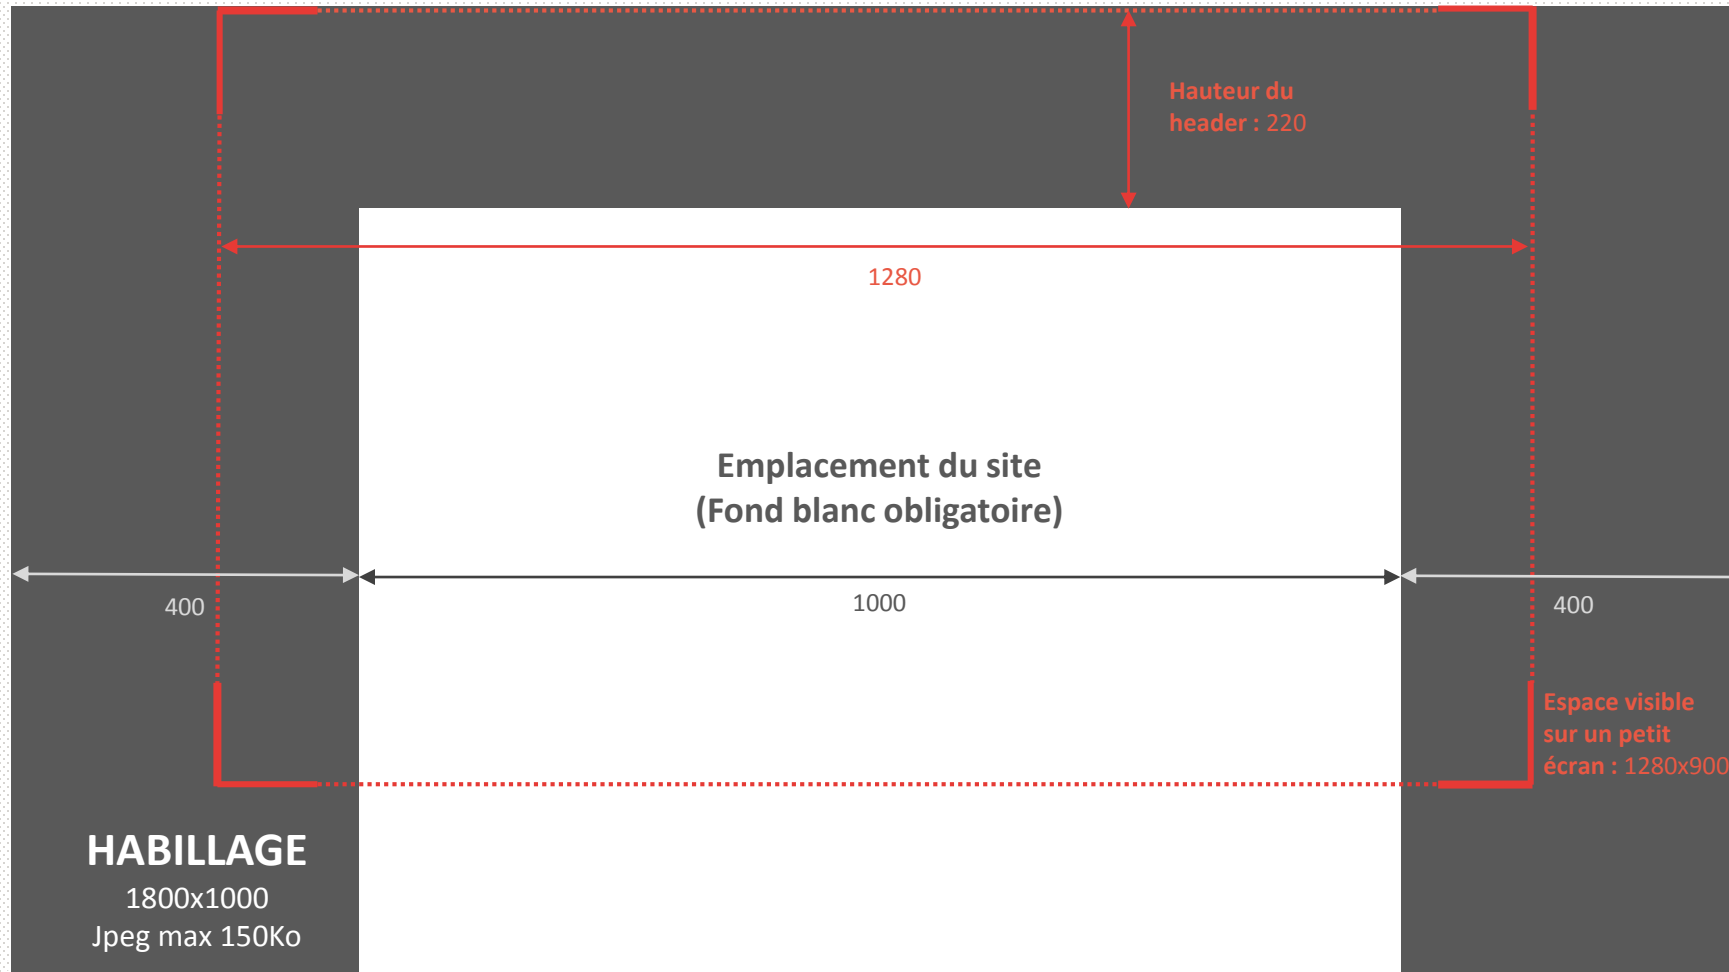 Hauteur du
header : 220
1280
Emplacement du site
(Fond blanc obligatoire)
400
1000
400
Espace visible
sur un petit
écran : 1280x900
HABILLAGE
1800x1000
Jpeg max 150Ko